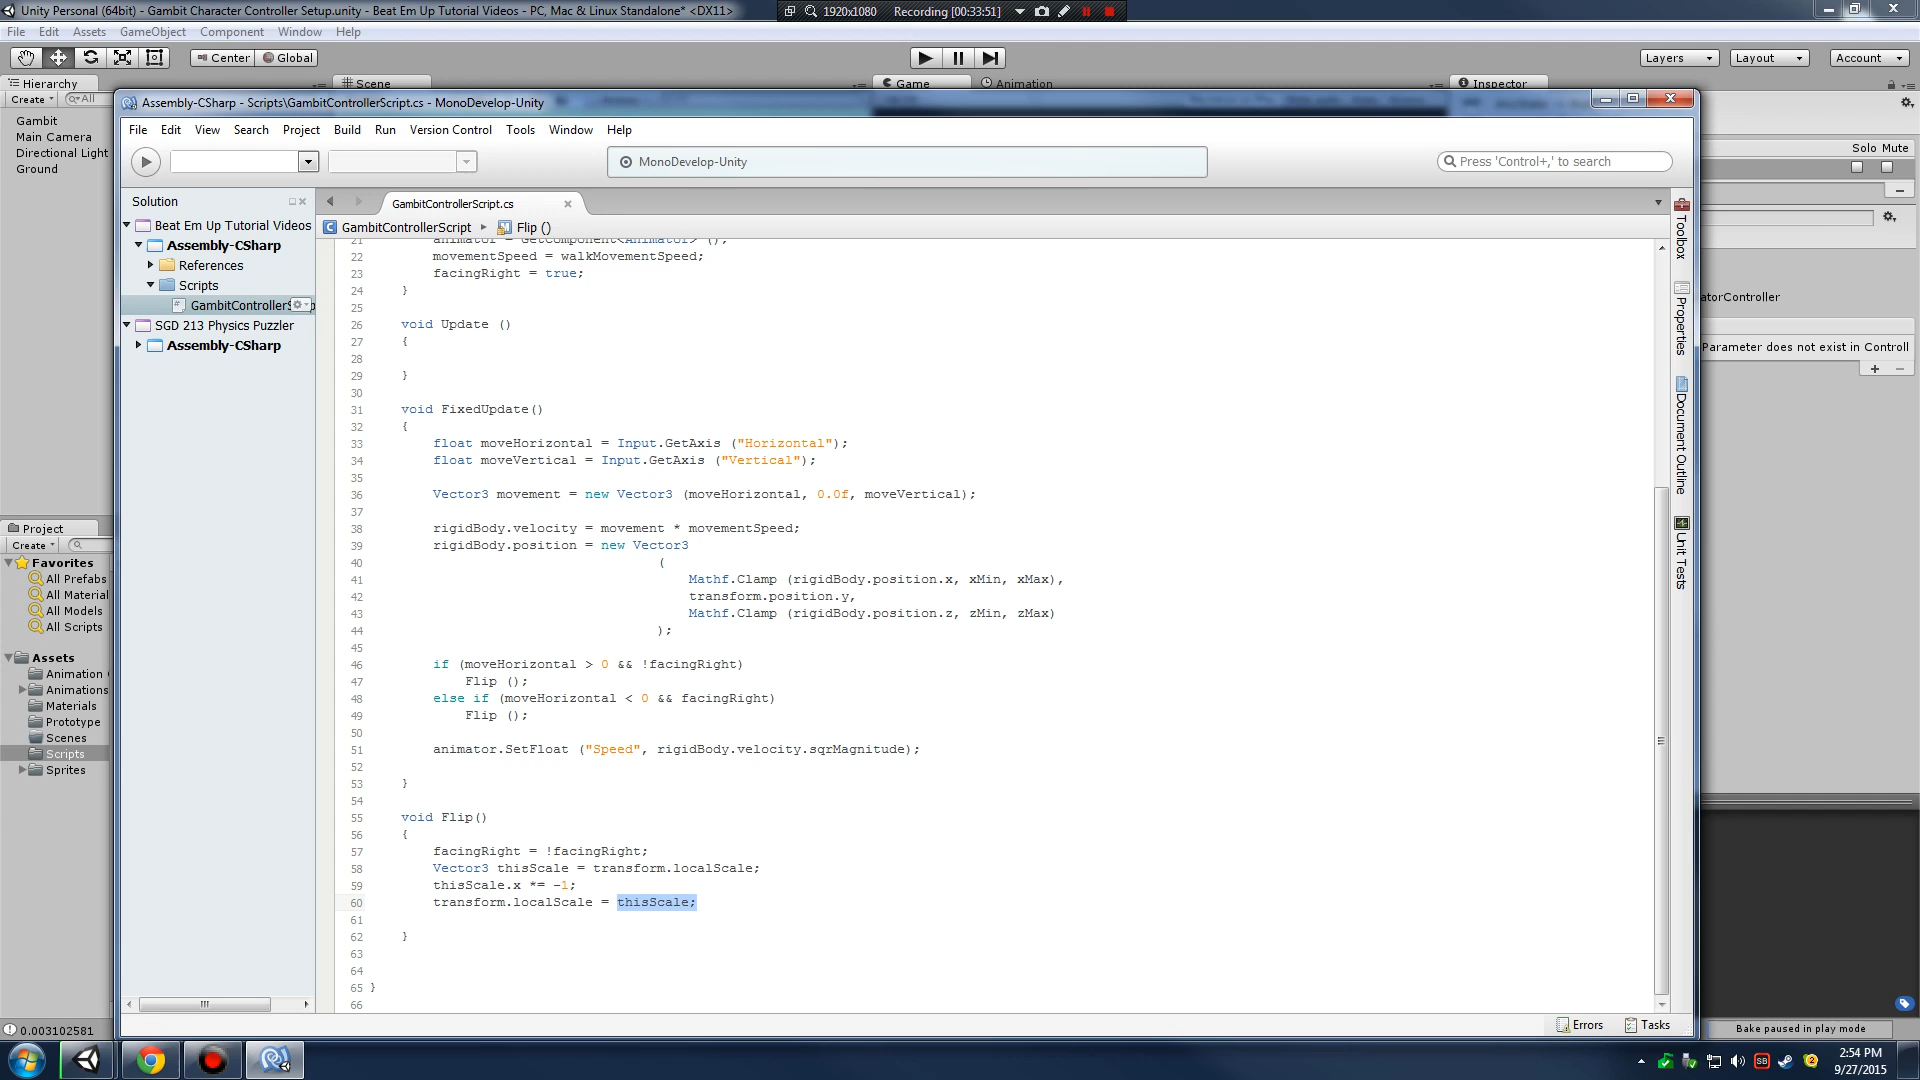 Unity Personal (64bit) - Gambit Character Controller Setup.unity - Beat Em Up Tutorial Videos - PC, Mac & Linux Standalone* <DX11>
1920x1080 Recording [00:33:51]
File Edit Assets GameObject Component Window Help
Center Global
Layers Layout Account
Hierarchy
Scene
Game
Animation
Inspector
Create All
Gambit
Main Camera
Directional Light
Ground
Assembly-CSharp - Scripts\GambitControllerScript.cs - MonoDevelop-Unity
File Edit View Search Project Build Run Version Control Tools Window Help
MonoDevelop-Unity
Press 'Control+,' to search
Solo Mute
Solution
Beat Em Up Tutorial Videos
Assembly-CSharp
References
Scripts
GambitControllerS
SGD 213 Physics Puzzler
Assembly-CSharp
GambitControllerScript.cs
GambitControllerScript Flip ()
21 animator = GetComponent<Animator> ();
22 movementSpeed = walkMovementSpeed;
23 facingRight = true;
24 }
25
26 void Update ()
27 {
28
29 }
30
31 void FixedUpdate()
32 {
33 float moveHorizontal = Input.GetAxis ("Horizontal");
34 float moveVertical = Input.GetAxis ("Vertical");
35
36 Vector3 movement = new Vector3 (moveHorizontal, 0.0f, moveVertical);
37
38 rigidBody.velocity = movement * movementSpeed;
39 rigidBody.position = new Vector3
40 (
41 Mathf.Clamp (rigidBody.position.x, xMin, xMax),
42 transform.position.y,
43 Mathf.Clamp (rigidBody.position.z, zMin, zMax)
44 );
45
46 if (moveHorizontal > 0 && !facingRight)
47 Flip ();
48 else if (moveHorizontal < 0 && facingRight)
49 Flip ();
50
51 animator.SetFloat ("Speed", rigidBody.velocity.sqrMagnitude);
52
53 }
54
55 void Flip()
56 {
57 facingRight = !facingRight;
58 Vector3 thisScale = transform.localScale;
59 thisScale.x *= -1;
60 transform.localScale = thisScale;
61
62 }
63
64
65 }
66
Toolbox
Properties
Document Outline
Unit Tests
atorController
Parameter does not exist in Controll
Project
Create
Favorites
All Prefabs
All Material
All Models
All Scripts
Assets
Animation
Animations
Materials
Prototype
Scenes
Scripts
Sprites
Errors Tasks
0.003102581
Bake paused in play mode
2:54 PM
9/27/2015